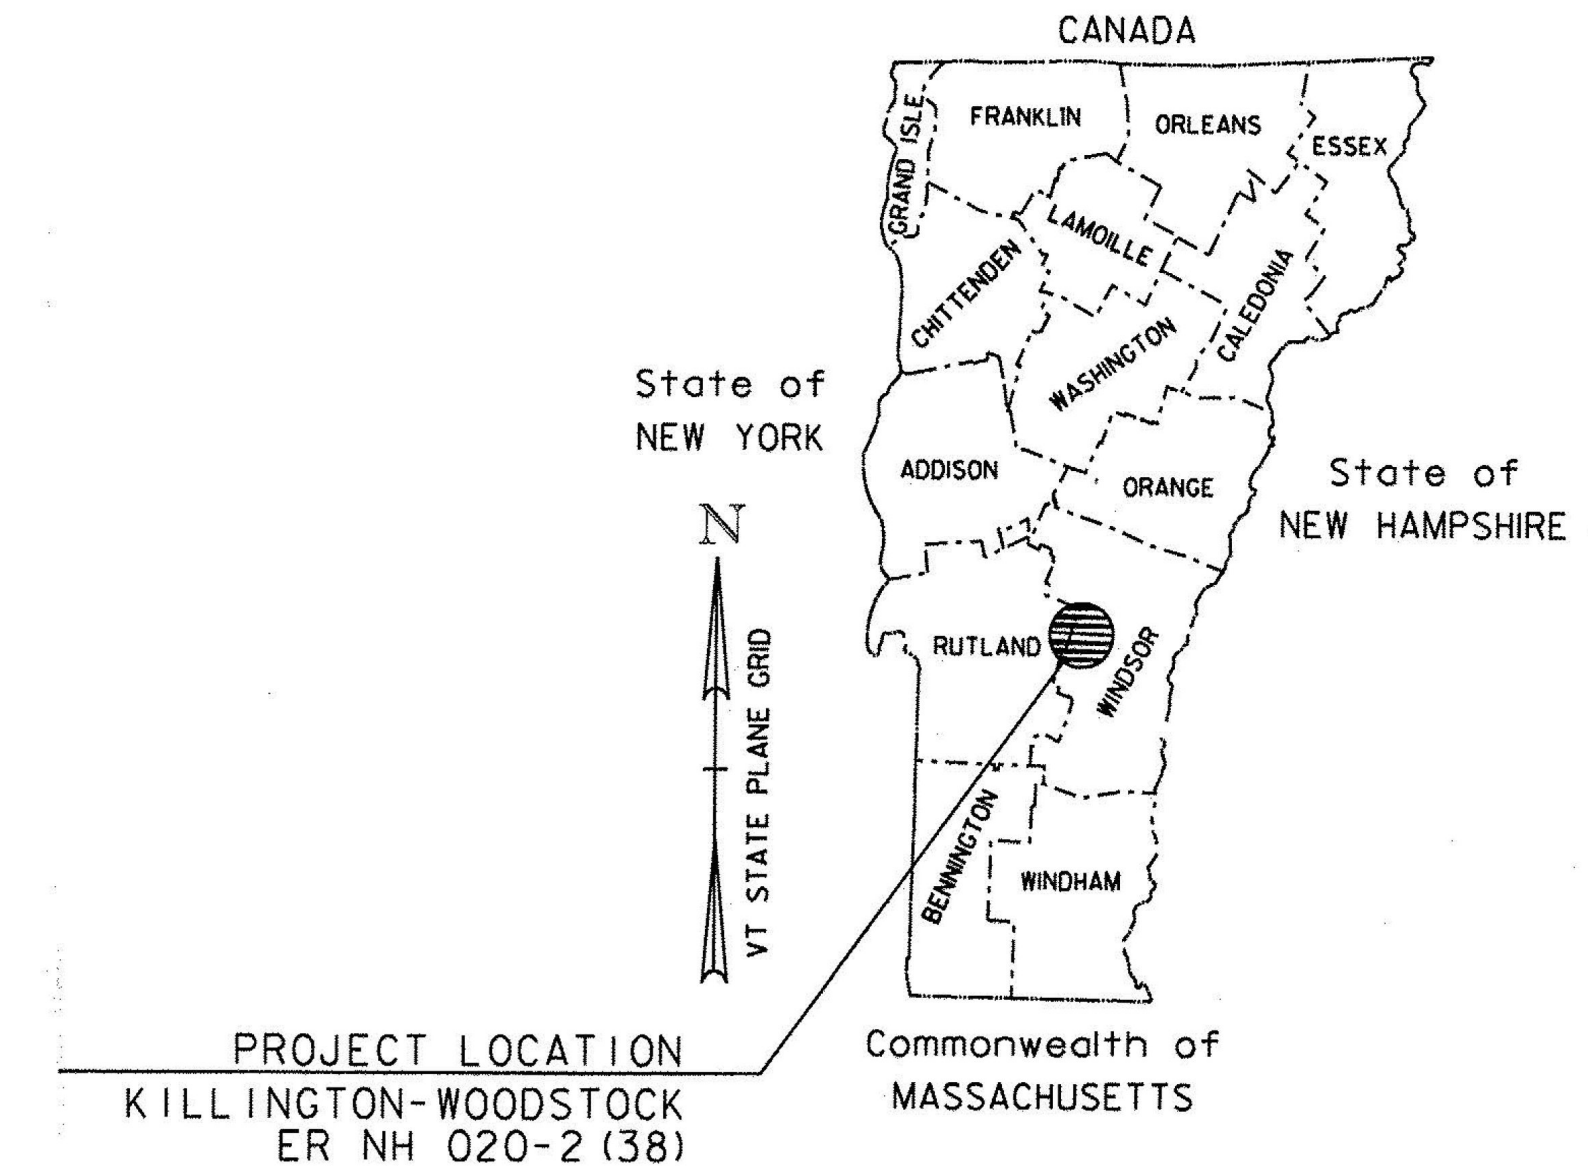 CANADA
FRANKLIN
ORLEANS
ESSEX
GRAND ISLE
LAMOILLE
CHITTENDEN
CALEDONIA
WASHINGTON
State of
NEW YORK
ADDISON
ORANGE
State of
NEW HAMPSHIRE
N
VT STATE PLANE GRID
RUTLAND
WINDSOR
BENNINGTON
WINDHAM
PROJECT LOCATION
KILLINGTON-WOODSTOCK
ER NH 020-2 (38)
Commonwealth of
MASSACHUSETTS